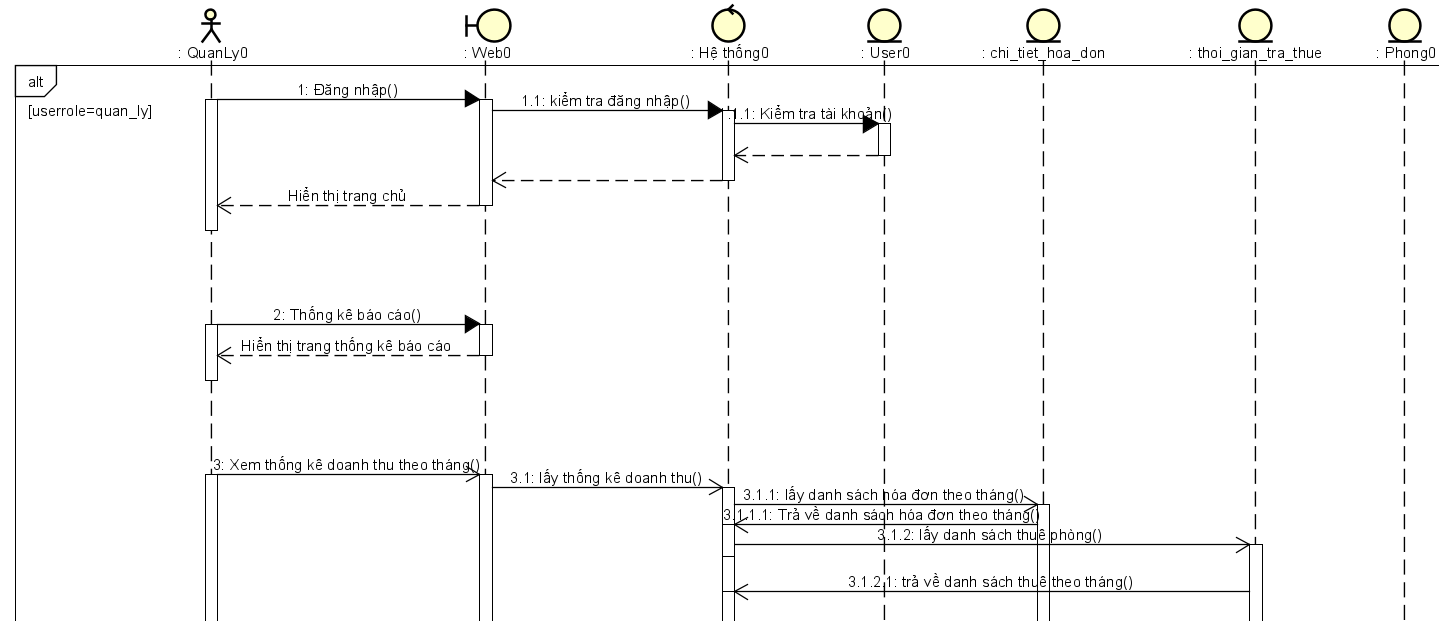 : QuanLy0
: Web0
: Hệ thống0
: User0
: chi_tiet_hoa_don
: thoi_gian_tra_thue
: Phong0
alt
[userrole=quan_ly]
1: Đăng nhập()
1.1: kiểm tra đăng nhập()
.1.1: Kiểm tra tài khoản()
Hiển thị trang chủ
2: Thống kê báo cáo()
Hiển thị trang thống kê báo cáo
3: Xem thống kê doanh thu theo tháng()
3.1: lấy thống kê doanh thu()
3.1.1: lấy danh sách hóa đơn theo tháng()
3.1.1.1: Trả về danh sách hóa đơn theo tháng()
3.1.2: lấy danh sách thuê phòng()
3.1.2.1: trả về danh sách thuê theo tháng()